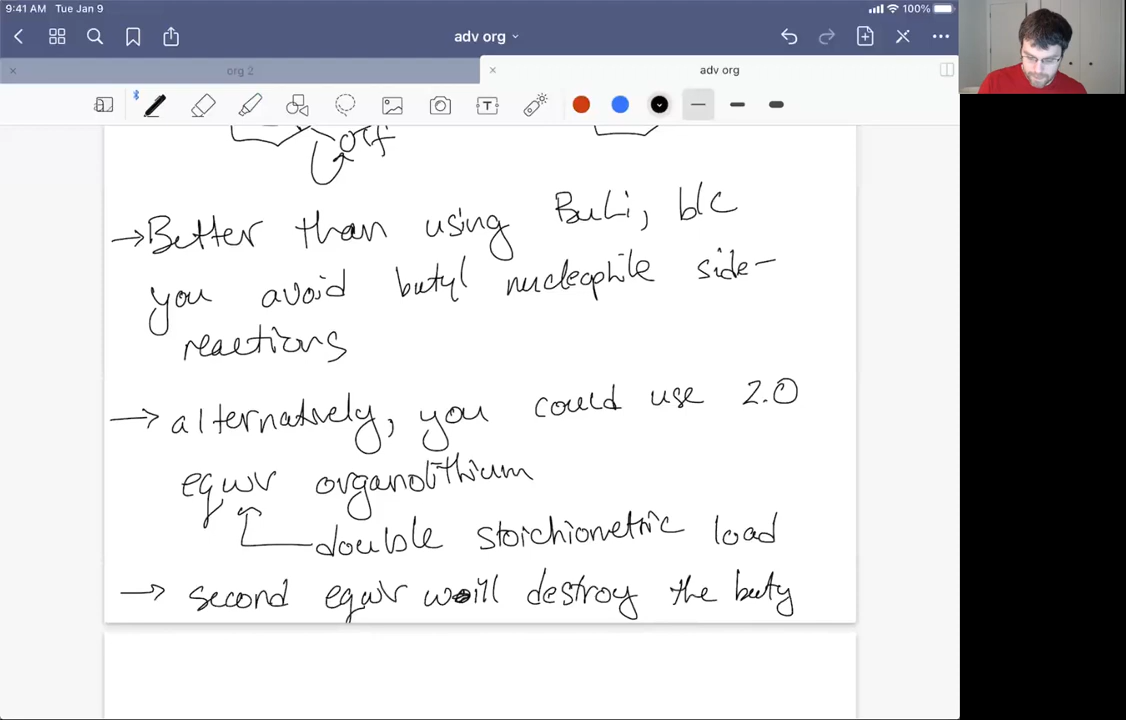 9:41 AM Tue Jan 9
100%
adv org
org 2
adv org
T
OTf
→Better than using BuLi, b/c
you avoid butyl nucleophile side-
reactions
→ alternatively, you could use 2.0
equiv organolithium
double stoichiometric load
→ second equiv will destroy the buty